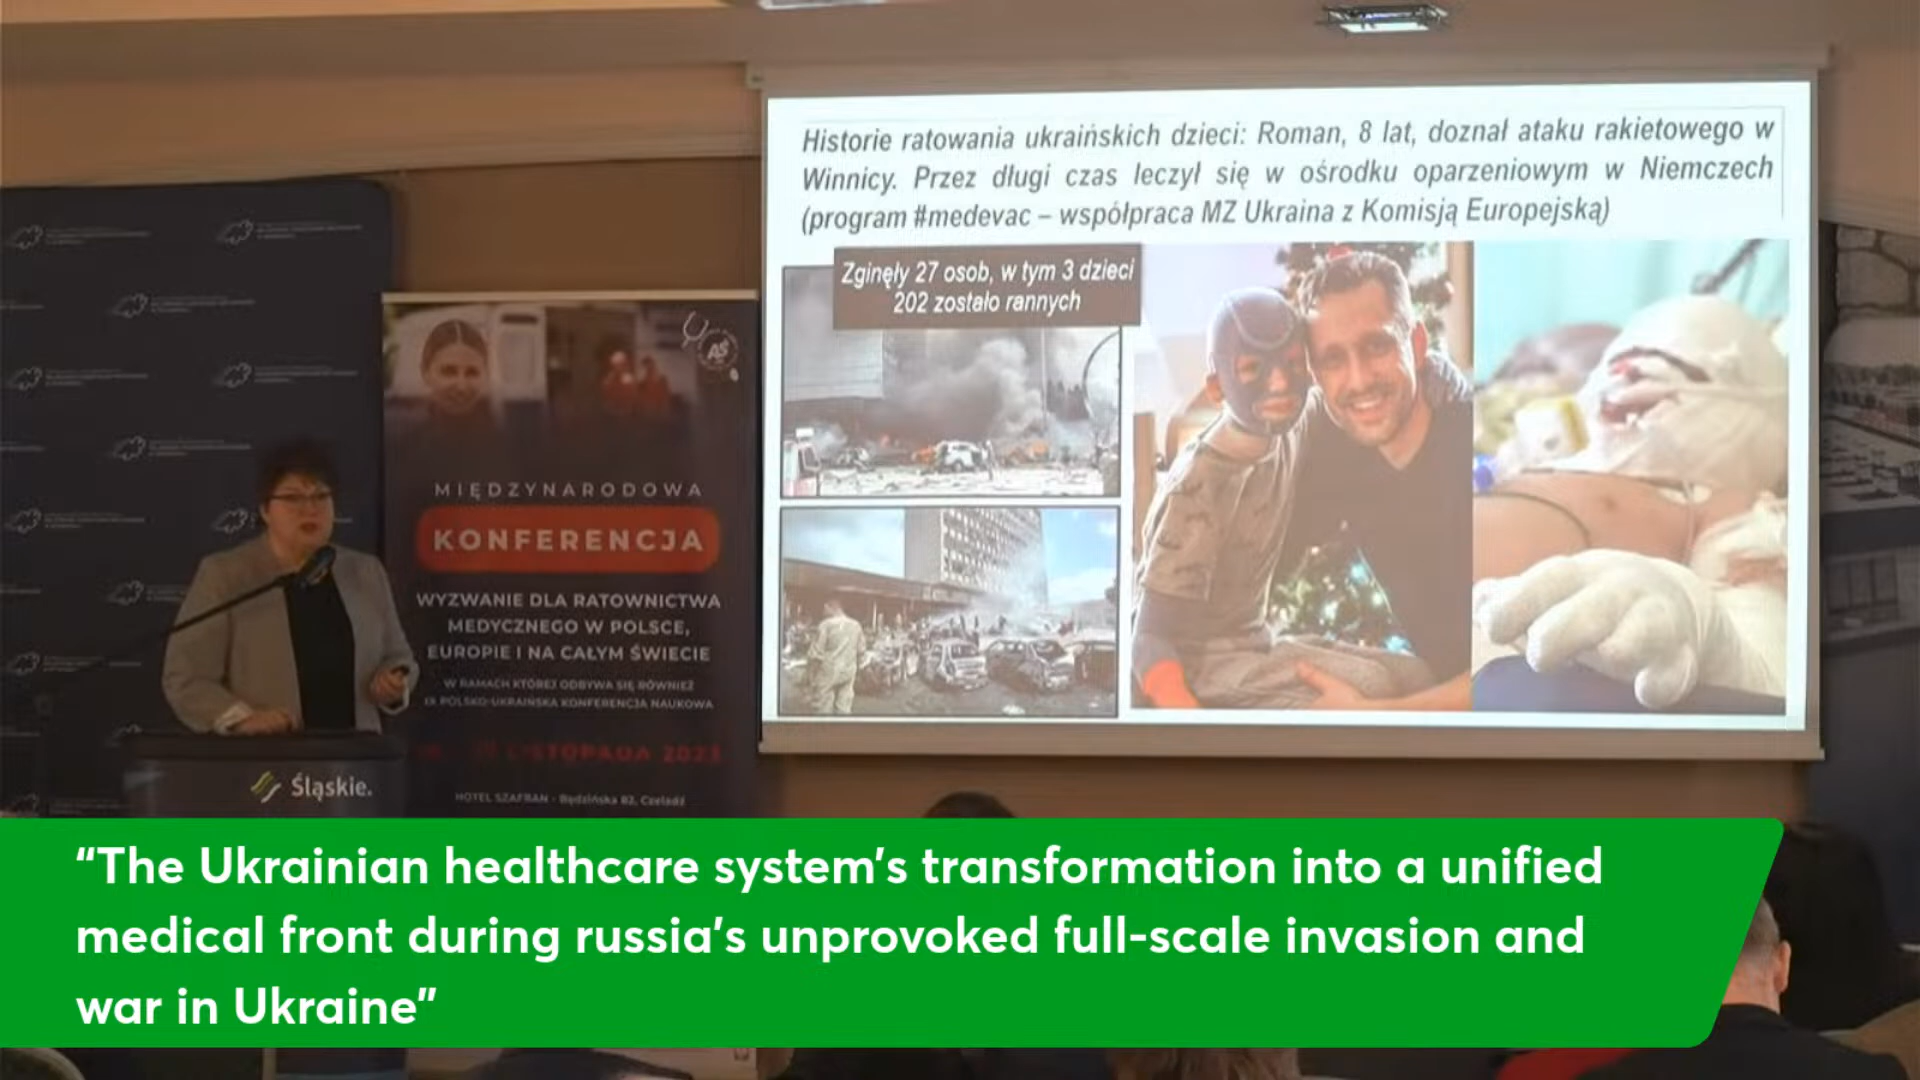 Historie ratowania ukraińskich dzieci: Roman, 8 lat, doznał ataku rakietowego w
Winnicy. Przez długi czas leczył się w ośrodku oparzeniowym w Niemczech
(program #medevac – współpraca MZ Ukraina z Komisją Europejską)
Zginęły 27 osob, w tym 3 dzieci
202 zostało rannych
AŚ
MIĘDZYNARODOWA
KONFERENCJA
WYZWANIE DLA RATOWNICTWA
MEDYCZNEGO W POLSCE,
EUROPIE I NA CAŁYM ŚWIECIE
W RAMACH KTÓREJ ODBYWA SIĘ RÓWNIEŻ
IX POLSKO-UKRAIŃSKA KONFERENCJA NAUKOWA
LISTOPADA 2023
HOTEL SZAFRAN - Będzińska 82, Czeladź
Śląskie.
“The Ukrainian healthcare system’s transformation into a unified
medical front during russia’s unprovoked full-scale invasion and
war in Ukraine”